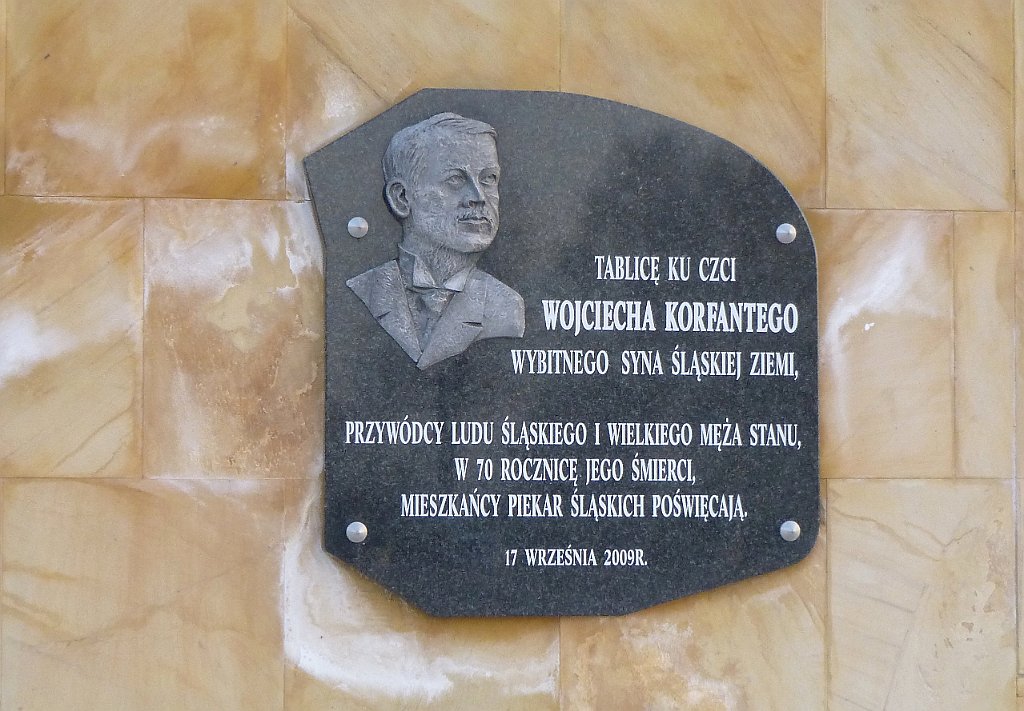 TABLICĘ KU CZCI
WOJCIECHA KORFANTEGO
WYBITNEGO SYNA ŚLĄSKIEJ ZIEMI,
PRZYWÓDCY LUDU ŚLĄSKIEGO I WIELKIEGO MĘŻA STANU,
W 70 ROCZNICĘ JEGO ŚMIERCI,
MIESZKAŃCY PIEKAR ŚLĄSKICH POŚWIĘCAJĄ.
17 WRZEŚNIA 2009R.